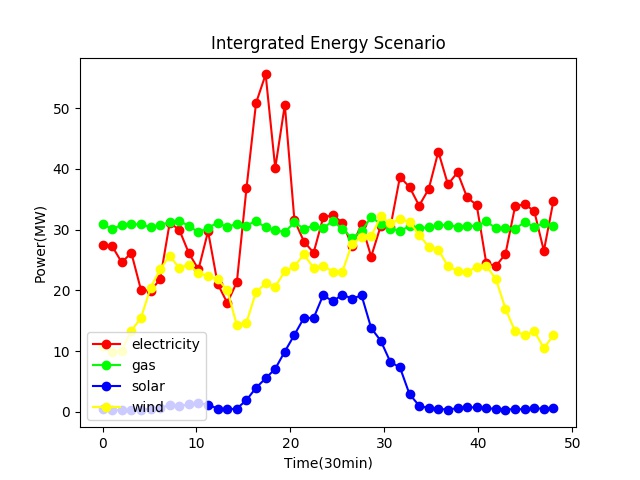 Intergrated Energy Scenario
Power(MW)
50
40
30
20
10
0
electricity
gas
solar
wind
0 10 20 30 40 50
Time(30min)